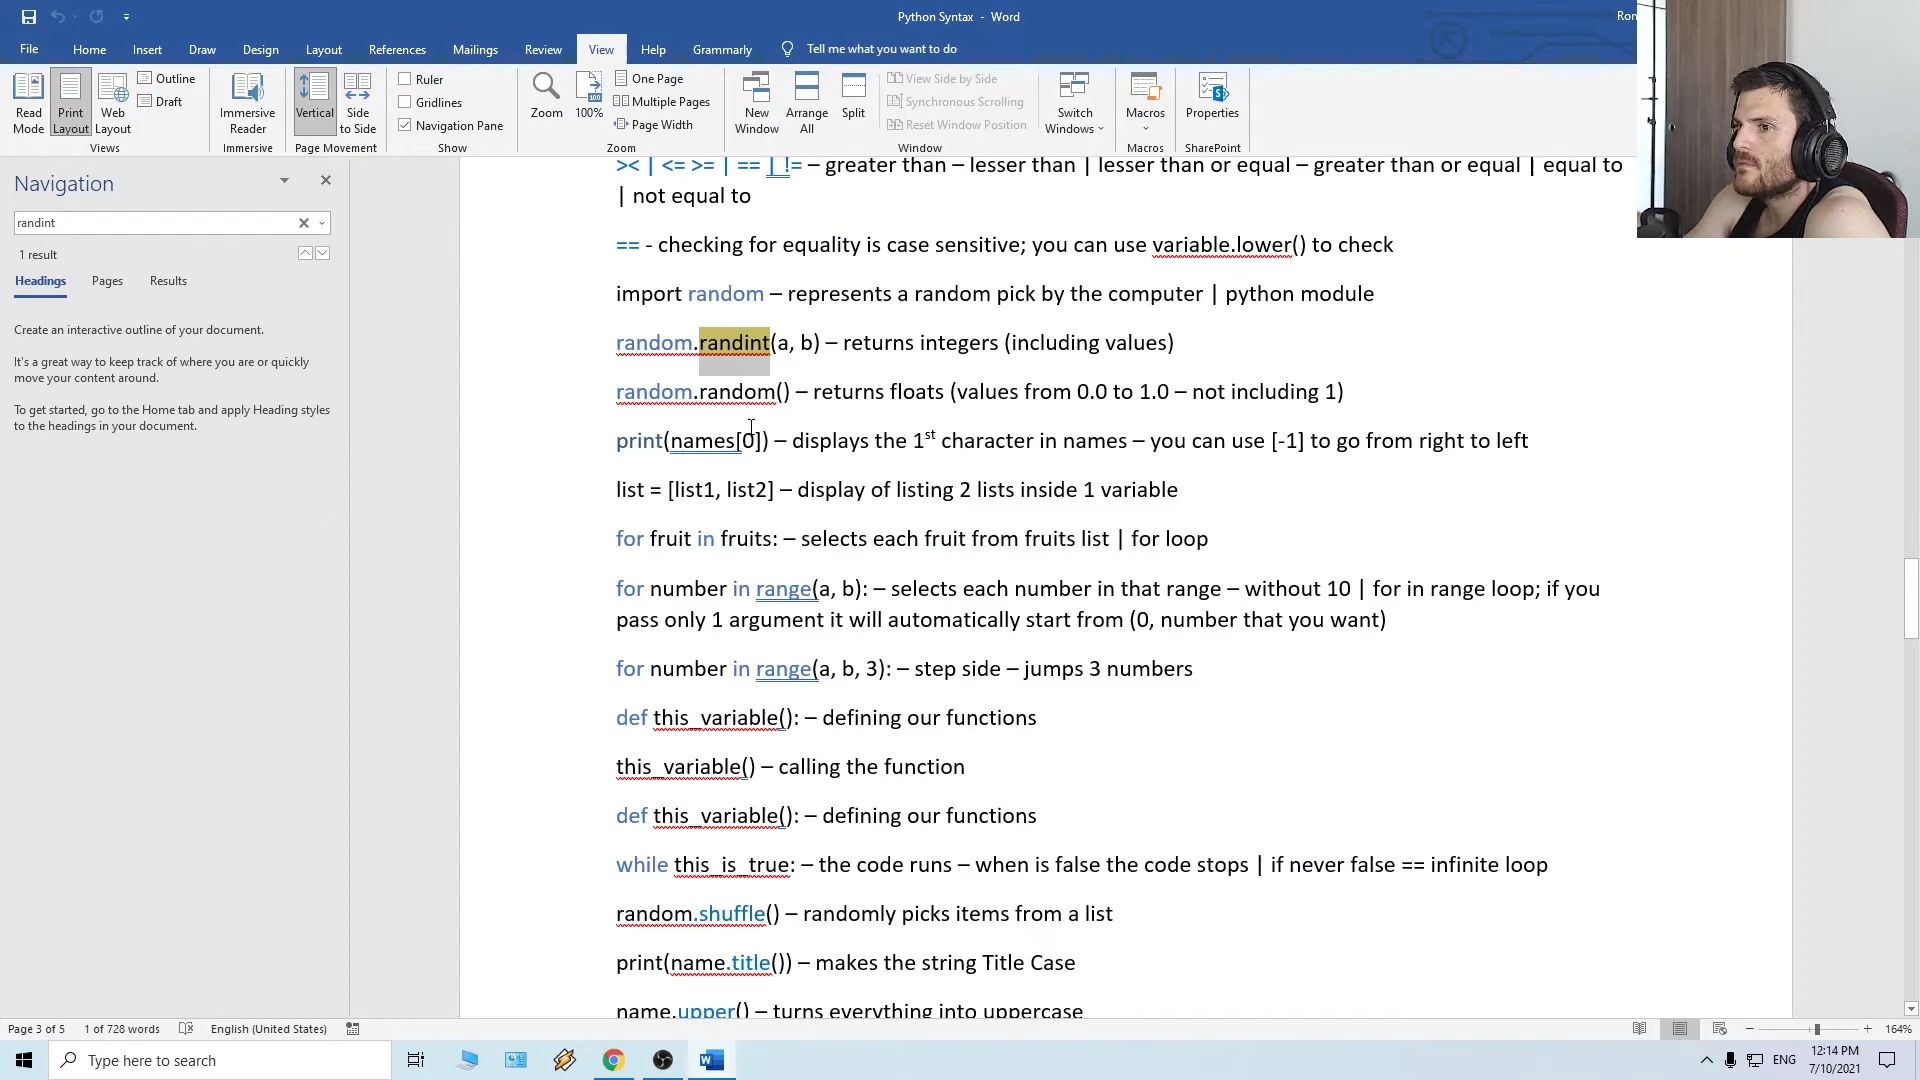 Python Syntax - Word
Ron
File Home Insert Draw Design Layout References Mailings Review View Help Grammarly Tell me what you want to do
Read Mode
Print Layout
Web Layout
Outline
Draft
Views
Immersive Reader
Immersive
Vertical
Side to Side
Page Movement
Ruler
Gridlines
Navigation Pane
Show
Zoom
100
100%
One Page
Multiple Pages
Page Width
Zoom
New Window
Arrange All
Split
View Side by Side
Synchronous Scrolling
Reset Window Position
Switch Windows
Window
Macros
Macros
Properties
SharePoint
Navigation
randint
1 result
Headings Pages Results
Create an interactive outline of your document.
It's a great way to keep track of where you are or quickly
move your content around.
To get started, go to the Home tab and apply Heading styles
to the headings in your document.
>< | <= >= | == | != – greater than – lesser than | lesser than or equal – greater than or equal | equal to
| not equal to
== - checking for equality is case sensitive; you can use variable.lower() to check
import random – represents a random pick by the computer | python module
random.randint(a, b) – returns integers (including values)
random.random() – returns floats (values from 0.0 to 1.0 – not including 1)
print(names[0]) – displays the 1st character in names – you can use [-1] to go from right to left
list = [list1, list2] – display of listing 2 lists inside 1 variable
for fruit in fruits: – selects each fruit from fruits list | for loop
for number in range(a, b): – selects each number in that range – without 10 | for in range loop; if you
pass only 1 argument it will automatically start from (0, number that you want)
for number in range(a, b, 3): – step side – jumps 3 numbers
def this_variable(): – defining our functions
this_variable() – calling the function
def this_variable(): – defining our functions
while this_is_true: – the code runs – when is false the code stops | if never false == infinite loop
random.shuffle() – randomly picks items from a list
print(name.title()) – makes the string Title Case
name.upper() – turns everything into uppercase
Page 3 of 5 1 of 728 words English (United States) 164%
Type here to search
ENG
12:14 PM
7/10/2021